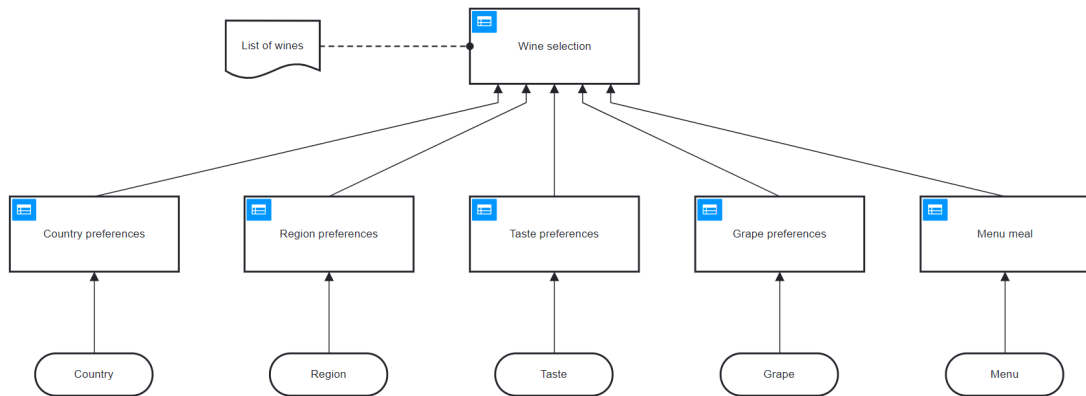 List of wines
Wine selection
Country preferences
Region preferences
Taste preferences
Grape preferences
Menu meal
Country
Region
Taste
Grape
Menu